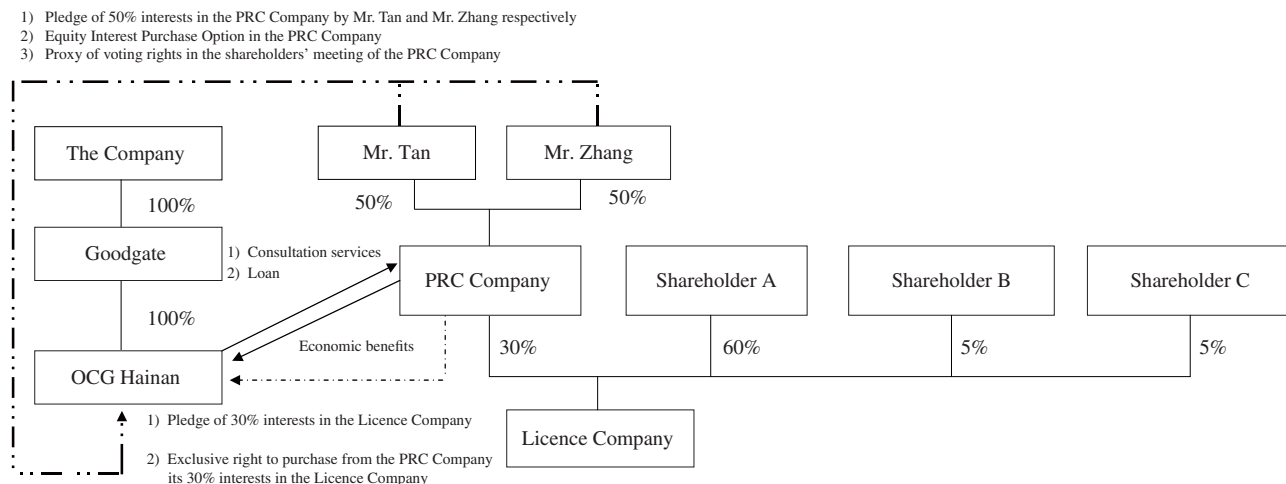 1) Pledge of 50% interests in the PRC Company by Mr. Tan and Mr. Zhang respectively
2) Equity Interest Purchase Option in the PRC Company
3) Proxy of voting rights in the shareholders' meeting of the PRC Company
The Company
Mr. Tan
Mr. Zhang
100%
50%
50%
Goodgate
1) Consultation services
2) Loan
PRC Company
Shareholder A
Shareholder B
Shareholder C
100%
Economic benefits
30%
60%
5%
5%
OCG Hainan
1) Pledge of 30% interests in the Licence Company
Licence Company
2) Exclusive right to purchase from the PRC Company
its 30% interests in the Licence Company